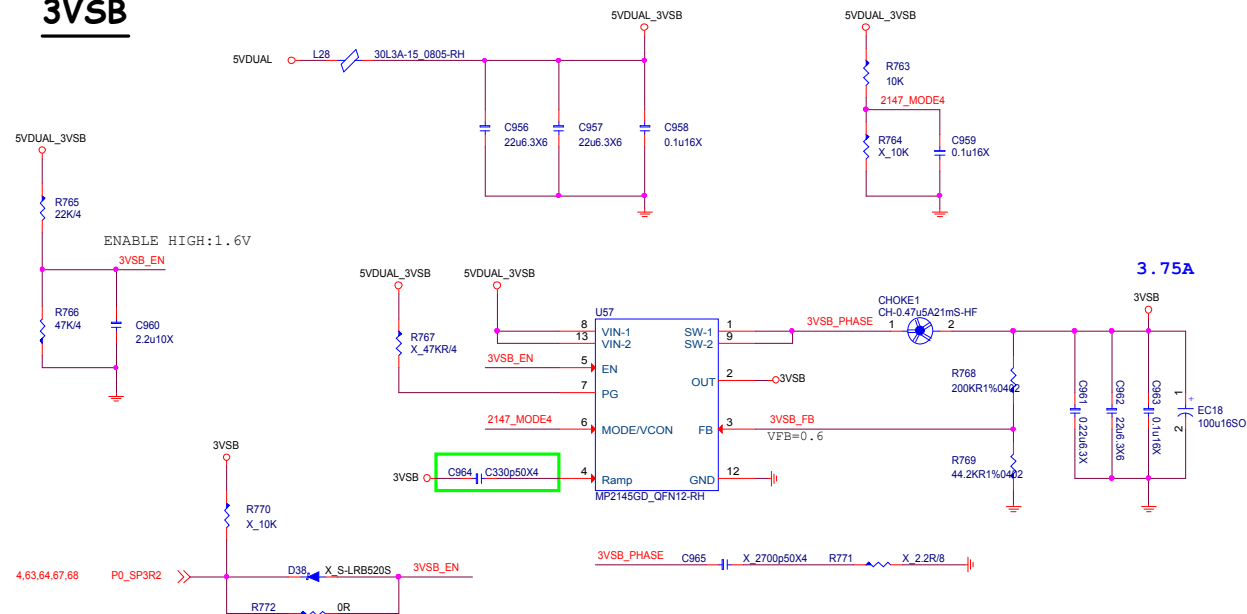 3VSB
5VDUAL_3VSB
5VDUAL_3VSB
5VDUAL
L28
30L3A-15_0805-RH
R763
10K
2147_MODE4
C956
22u6.3X6
C957
22u6.3X6
C958
0.1u16X
R764
X_10K
C959
0.1u16X
5VDUAL_3VSB
R765
22K/4
ENABLE HIGH:1.6V
3VSB_EN
R766
47K/4
C960
2.2u10X
5VDUAL_3VSB
5VDUAL_3VSB
R767
X_47KR/4
3VSB_EN
2147_MODE4
3VSB
C964
C330p50X4
U57
8
VIN-1
13
VIN-2
5
EN
7
PG
6
MODE/VCON
4
Ramp
SW-1
1
SW-2
9
OUT
2
3VSB
FB
3
GND
12
MP2145GD_QFN12-RH
3VSB_PHASE
CHOKE1
CH-0.47u5A21mS-HF
1
2
3VSB_FB
VFB=0.6
3.75A
3VSB
R768
200KR1%0402
R769
44.2KR1%0402
C961
0.22u6.3X
C962
22u6.3X6
C963
0.1u16X
1
+
2
EC18
100u16SO
3VSB
R770
X_10K
4,63,64,67,68
P0_SP3R2
D38
X_S-LRB520S
3VSB_EN
R772
0R
3VSB_PHASE
C965
X_2700p50X4
R771
X_2.2R/8